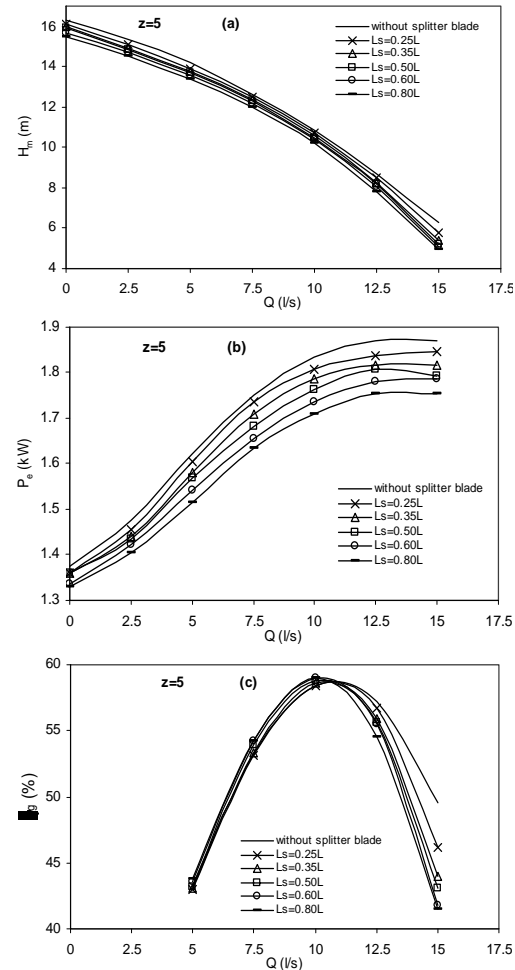 z=5 (a)
without splitter blade
Ls=0.25L
Ls=0.35L
Ls=0.50L
Ls=0.60L
Ls=0.80L
16
14
12
10
8
6
4
Hm (m)
0 2.5 5 7.5 10 12.5 15 17.5
Q (l/s)
z=5 (b)
1.9
1.8
1.7
1.6
1.5
1.4
1.3
Pe (kW)
without splitter blade
Ls=0.25L
Ls=0.35L
Ls=0.50L
Ls=0.60L
Ls=0.80L
0 2.5 5 7.5 10 12.5 15 17.5
Q (l/s)
z=5 (c)
60
55
50
45
40
g (%)
without splitter blade
Ls=0.25L
Ls=0.35L
Ls=0.50L
Ls=0.60L
Ls=0.80L
0 2.5 5 7.5 10 12.5 15 17.5
Q (l/s)